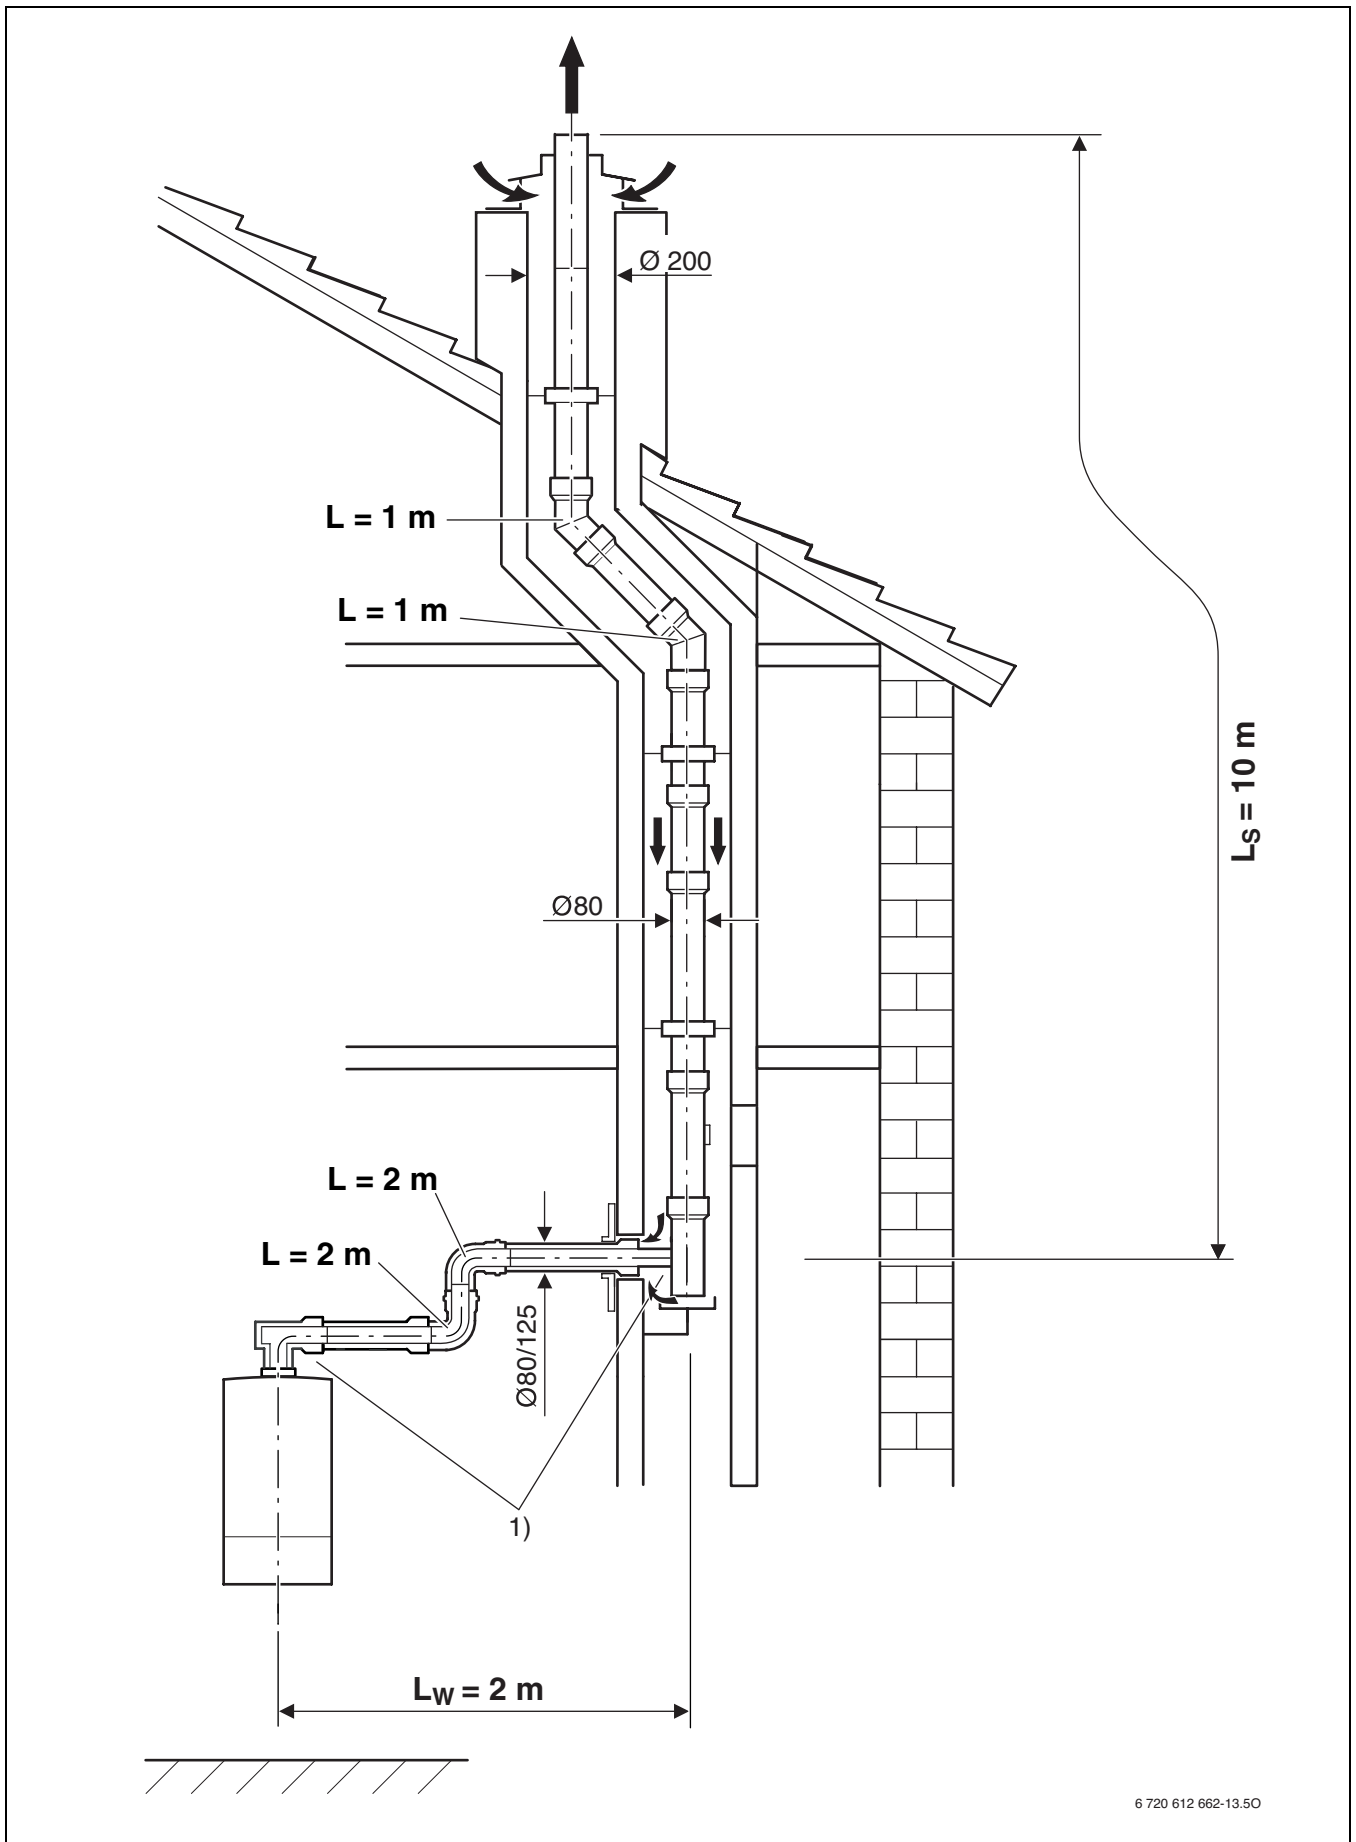 Ø 200
L = 1 m
L = 1 m
LS = 10 m
Ø80
L = 2 m
L = 2 m
Ø80/125
1)
LW = 2 m
6 720 612 662-13.5O